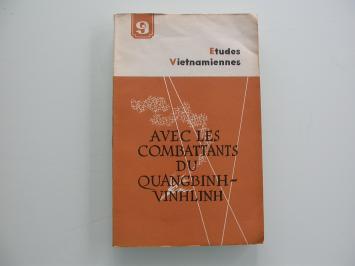 9
Etudes
Vietnamiennes
AVEC LES
COMBATTANTS
DU
QUANGBINH-
VINHLINH